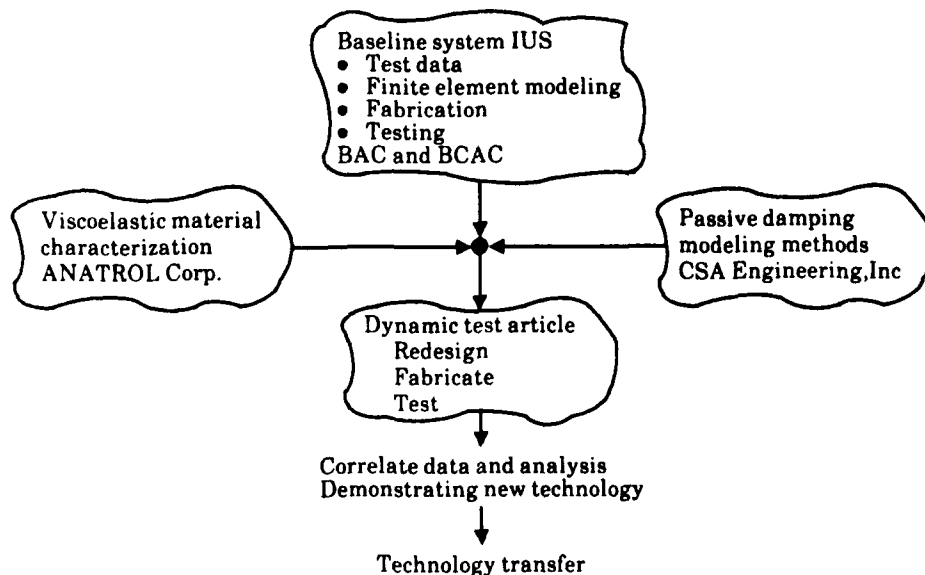 Baseline system IUS
• Test data
• Finite element modeling
• Fabrication
• Testing
BAC and BCAC
Viscoelastic material
characterization
ANATROL Corp.
Passive damping
modeling methods
CSA Engineering,Inc
Dynamic test article
Redesign
Fabricate
Test
Correlate data and analysis
Demonstrating new technology
Technology transfer